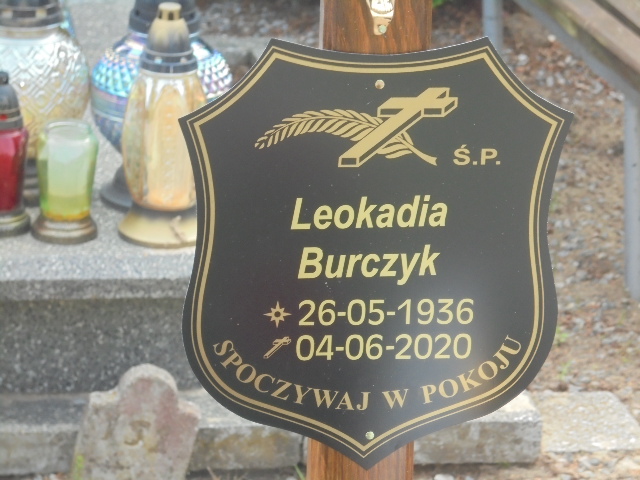 Ś.P.
Leokadia
Burczyk
26-05-1936
04-06-2020
SPOCZYWAJ W POKOJU